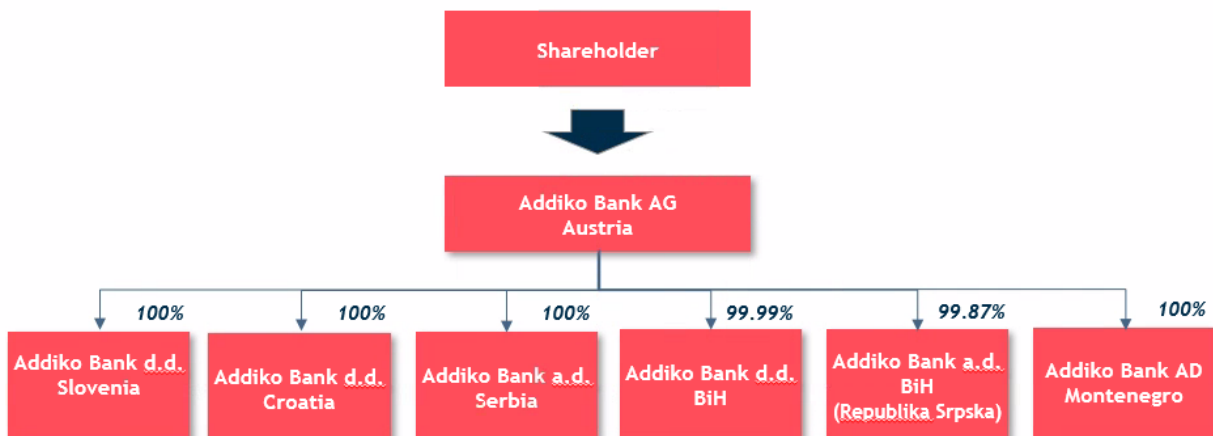 Shareholder
Addiko Bank AG
Austria
100%
100%
100%
99.99%
99.87%
100%
Addiko Bank d.d.
Slovenia
Addiko Bank d.d.
Croatia
Addiko Bank a.d.
Serbia
Addiko Bank d.d.
BiH
Addiko Bank a.d.
BiH
(Republika Srpska)
Addiko Bank AD
Montenegro